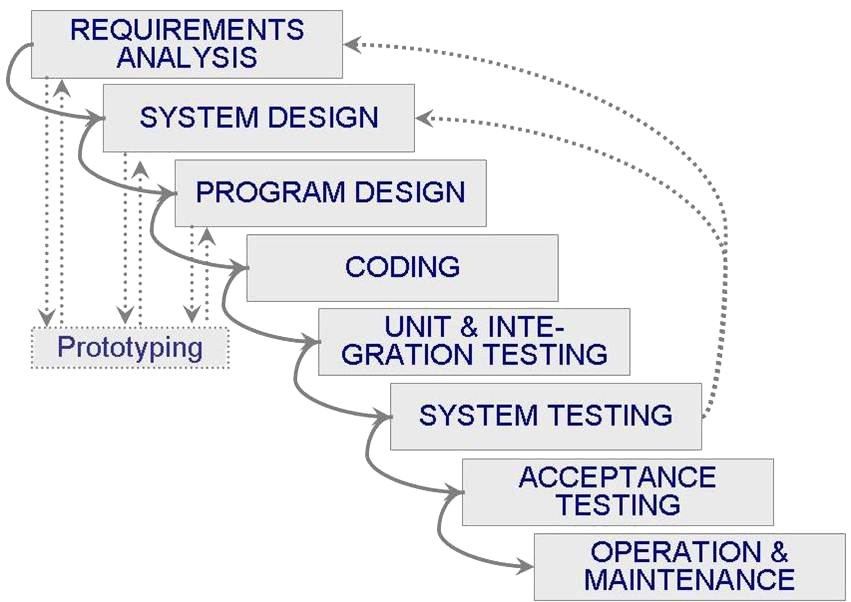 REQUIREMENTS
ANALYSIS
SYSTEM DESIGN
PROGRAM DESIGN
CODING
UNIT & INTE-
GRATION TESTING
Prototyping
SYSTEM TESTING
ACCEPTANCE
TESTING
OPERATION &
MAINTENANCE